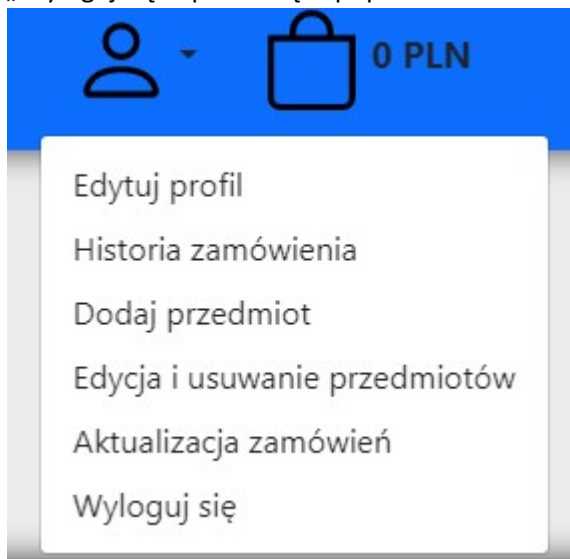 0 PLN
Edytuj profil
Historia zamówienia
Dodaj przedmiot
Edycja i usuwanie przedmiotów
Aktualizacja zamówień
Wyloguj się